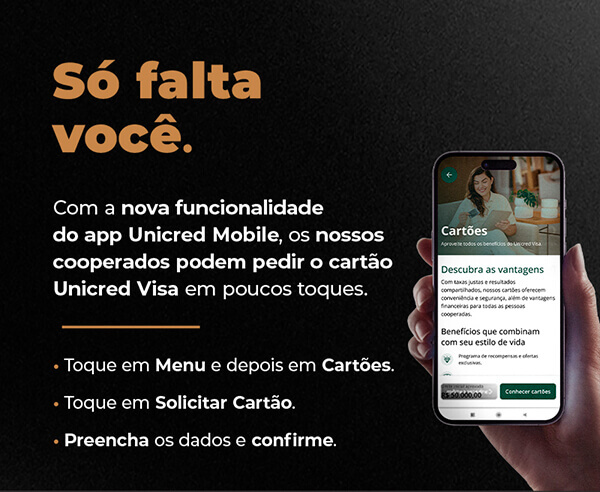 Só falta
você.
Com a nova funcionalidade
do app Unicred Mobile, os nossos
cooperados podem pedir o cartão
Unicred Visa em poucos toques.
• Toque em Menu e depois em Cartões.
• Toque em Solicitar Cartão.
• Preencha os dados e confirme.
Cartões
Aproveite todos os benefícios do Unicred Visa
Descubra as vantagens
Com taxas justas e resultados
compartilhados, nossos cartões oferecem
conveniência e segurança, além de vantagens
financeiras para todas as pessoas
cooperadas.
Benefícios que combinam
com seu estilo de vida
Programa de recompensas e ofertas
exclusivas.
R$ 50.000,00
Conhecer cartões